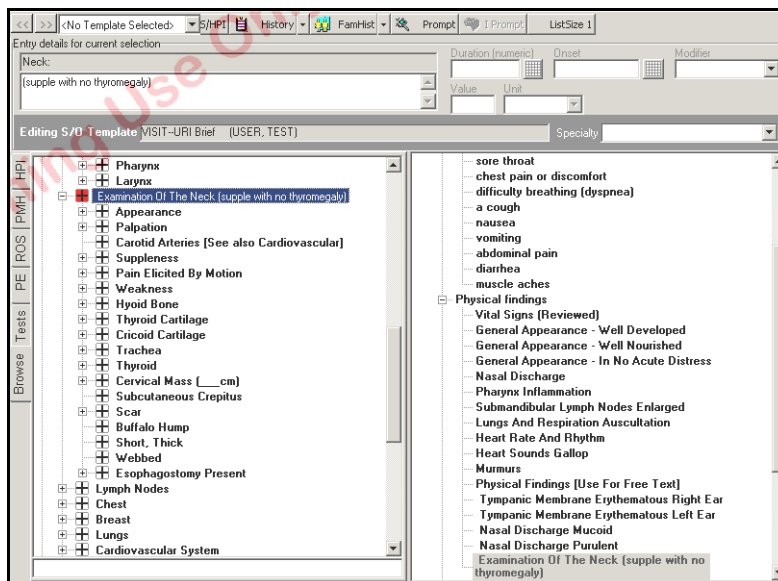 << >> <No Template Selected> S/HPI History FamHist Prompt I Prompt ListSize 1
Entry details for current selection
Neck:
(supple with no thyromegaly)
Duration (numeric) Onset Modifier
Value Unit
Editing S/O Template VISIT--URI Brief (USER, TEST) Specialty
HPI
PMH
ROS
PE
Tests
Browse
Pharynx
Larynx
Examination Of The Neck (supple with no thyromegaly)
Appearance
Palpation
Carotid Arteries [See also Cardiovascular]
Suppleness
Pain Elicited By Motion
Weakness
Hyoid Bone
Thyroid Cartilage
Cricoid Cartilage
Trachea
Thyroid
Cervical Mass (___cm)
Subcutaneous Crepitus
Scar
Buffalo Hump
Short, Thick
Webbed
Esophagostomy Present
Lymph Nodes
Chest
Breast
Lungs
Cardiovascular System
sore throat
chest pain or discomfort
difficulty breathing (dyspnea)
a cough
nausea
vomiting
abdominal pain
diarrhea
muscle aches
Physical findings
Vital Signs (Reviewed)
General Appearance - Well Developed
General Appearance - Well Nourished
General Appearance - In No Acute Distress
Nasal Discharge
Pharynx Inflammation
Submandibular Lymph Nodes Enlarged
Lungs And Respiration Auscultation
Heart Rate And Rhythm
Heart Sounds Gallop
Murmurs
Physical Findings [Use For Free Text]
Tympanic Membrane Erythematous Right Ear
Tympanic Membrane Erythematous Left Ear
Nasal Discharge Mucoid
Nasal Discharge Purulent
Examination Of The Neck (supple with no
thyromegaly)
ning Use On